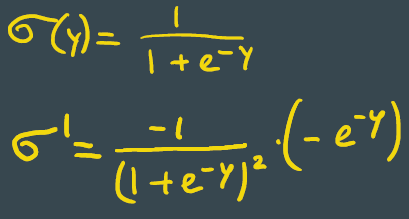 σ(y) = 1 / (1 + e^{-y})
σ' = -1 / (1 + e^{-y})² · (-e^{-y})